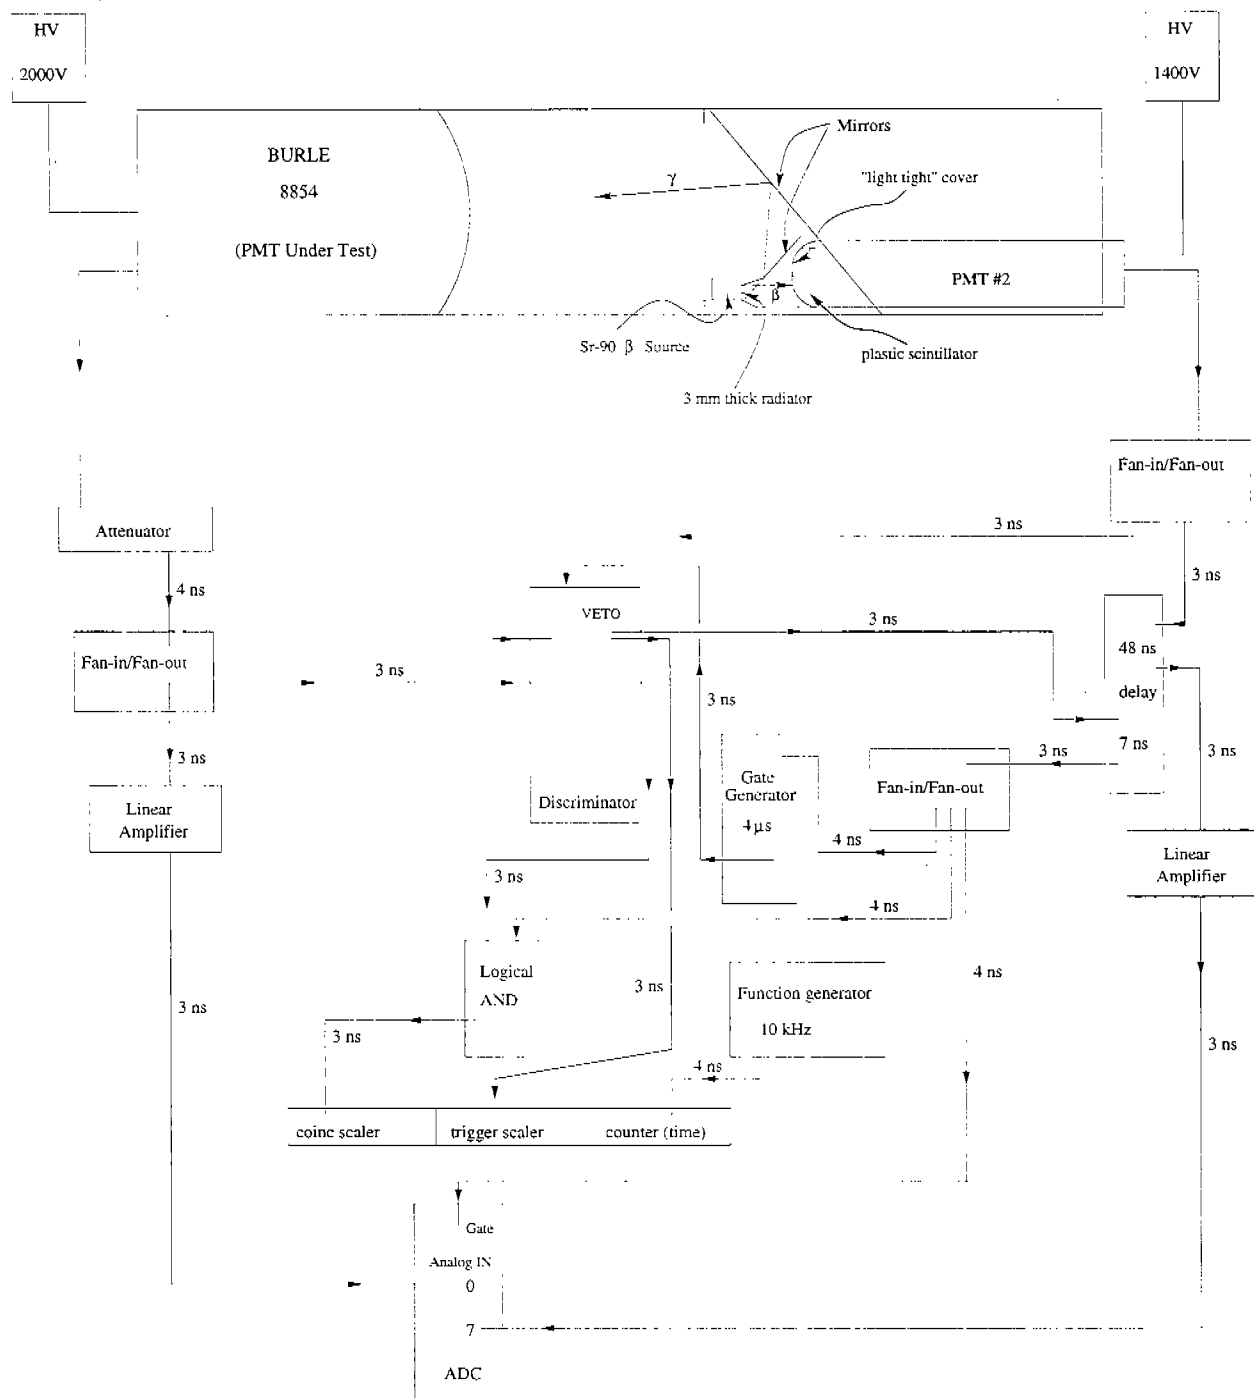 HV
2000V
HV
1400V
BURLE
8854
(PMT Under Test)
γ
Mirrors
"light tight" cover
PMT #2
β
Sr-90 β Source
plastic scintillator
3 mm thick radiator
Fan-in/Fan-out
3 ns
3 ns
Attenuator
4 ns
VETO
3 ns
48 ns
delay
7 ns
Fan-in/Fan-out
3 ns
3 ns
3 ns
3 ns
3 ns
Gate
Generator
4 μs
Fan-in/Fan-out
Discriminator
Linear
Amplifier
4 ns
Linear
Amplifier
3 ns
4 ns
Logical
AND
4 ns
3 ns
Function generator
10 kHz
3 ns
3 ns
3 ns
4 ns
coinc scaler
trigger scaler
counter (time)
Gate
Analog IN
0
7
ADC